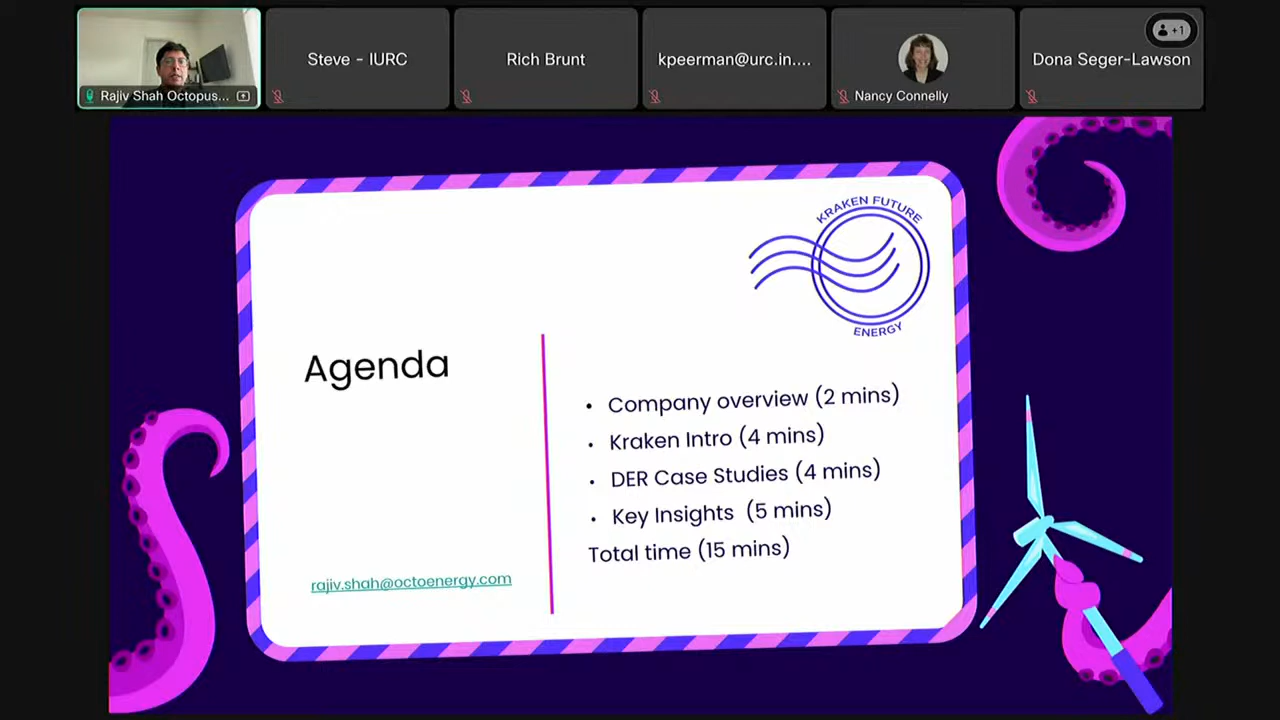 Rajiv Shah Octopus...
Steve - IURC
Rich Brunt
kpeerman@urc.in....
Nancy Connelly
+1
Dona Seger-Lawson
KRAKEN FUTURE
ENERGY
Agenda
• Company overview (2 mins)
• Kraken Intro (4 mins)
• DER Case Studies (4 mins)
• Key Insights (5 mins)
Total time (15 mins)
rajiv.shah@octoenergy.com